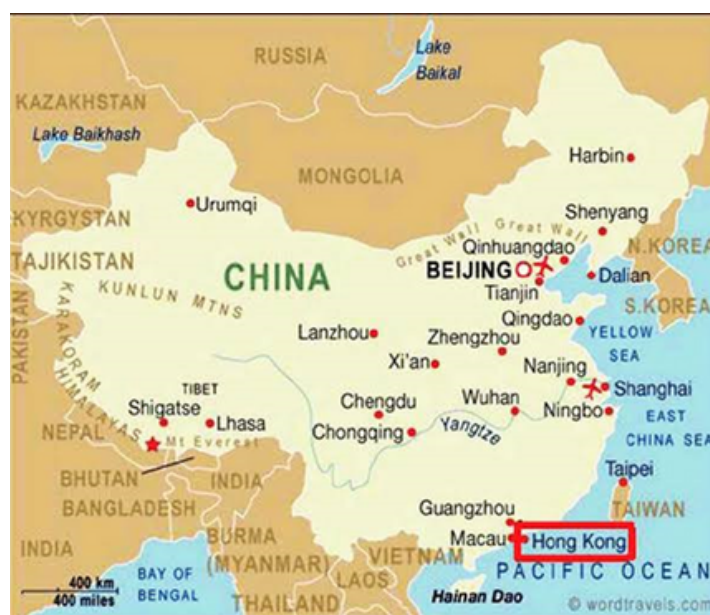 RUSSIA
Lake
Baikal
KAZAKHSTAN
Lake Baikhash
MONGOLIA
Harbin
Urumqi
KYRGYSTAN
Shenyang
Great Wall Great Wall
Qinhuangdao
N.KOREA
TAJIKISTAN
CHINA
BEIJING
Dalian
Tianjin
KUNLUN MTNS
S.KOREA
PAKISTAN
KARAKORAM
Qingdao
YELLOW
SEA
Lanzhou
Zhengzhou
Xi'an
Nanjing
Shanghai
HIMALAYAS
TIBET
Shigatse
Lhasa
Chengdu
Wuhan
Ningbo
EAST
CHINA SEA
Chongqing
Yangtze
NEPAL
Mt Everest
Taipei
BHUTAN
INDIA
BANGLADESH
TAIWAN
Guangzhou
Macau
Hong Kong
INDIA
BURMA
(MYANMAR)
VIETNAM
PACIFIC OCEAN
BAY OF
BENGAL
LAOS
400 km
400 miles
THAILAND
Hainan Dao
© wordtravels.com